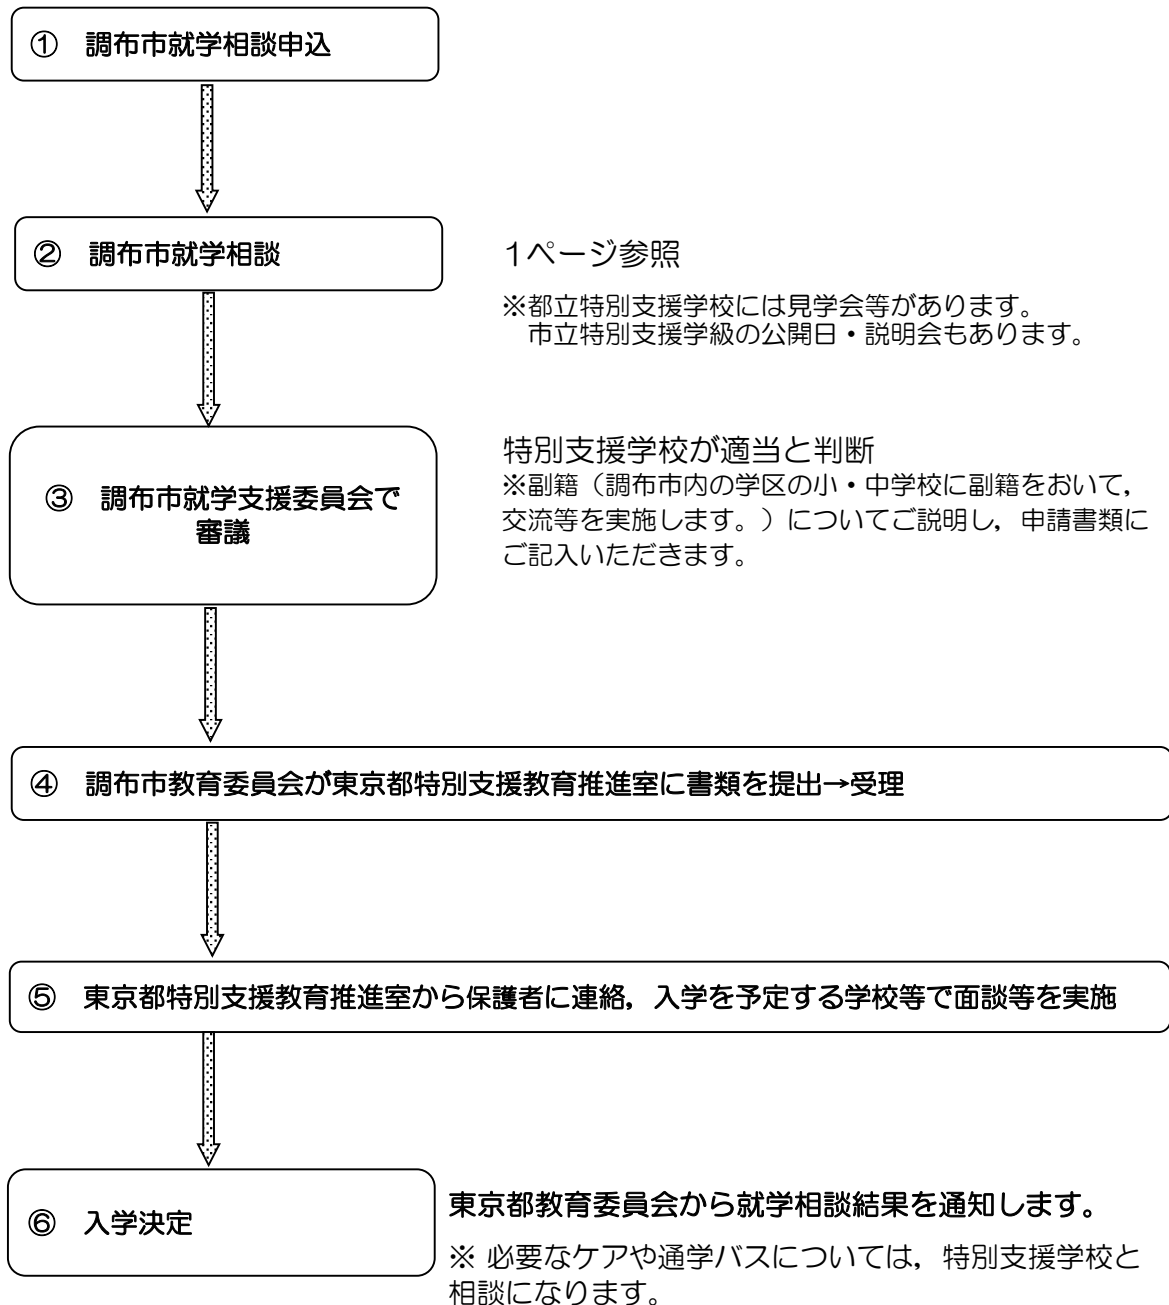 ①　調布市就学相談申込
②　調布市就学相談
1ページ参照
※都立特別支援学校には見学会等があります。
市立特別支援学級の公開日・説明会もあります。
③　調布市就学支援委員会で
審議
特別支援学校が適当と判断
※副籍（調布市内の学区の小・中学校に副籍をおいて，
交流等を実施します。）についてご説明し，申請書類に
ご記入いただきます。
④　調布市教育委員会が東京都特別支援教育推進室に書類を提出→受理
⑤　東京都特別支援教育推進室から保護者に連絡，入学を予定する学校等で面談等を実施
⑥　入学決定
東京都教育委員会から就学相談結果を通知します。
※ 必要なケアや通学バスについては，特別支援学校と
相談になります。